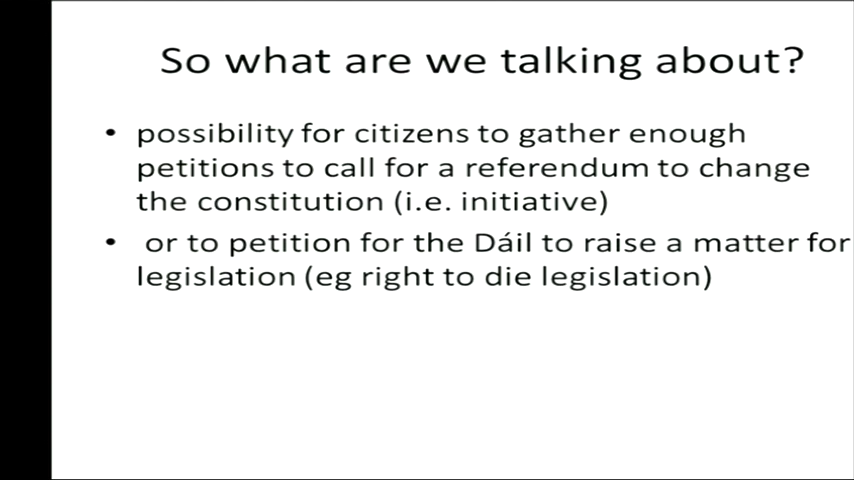 So what are we talking about?
• possibility for citizens to gather enough
petitions to call for a referendum to change
the constitution (i.e. initiative)
• or to petition for the Dáil to raise a matter for
legislation (eg right to die legislation)